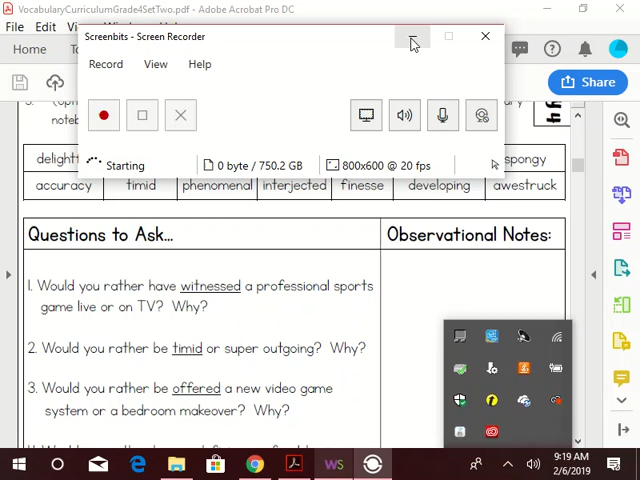 VocabularyCurriculumGrade4SetTwo.pdf - Adobe Acrobat Pro DC
File Edit
Home
Share
Screenbits - Screen Recorder
Record View Help
Starting 0 byte / 750.2 GB 800x600 @ 20 fps
spongy
accuracy timid phenomenal interjected finesse developing awestruck
Questions to Ask... Observational Notes:
1. Would you rather have witnessed a professional sports
game live or on TV? Why?
2. Would you rather be timid or super outgoing? Why?
3. Would you rather be offered a new video game
system or a bedroom makeover? Why?
WS
9:19 AM
2/6/2019